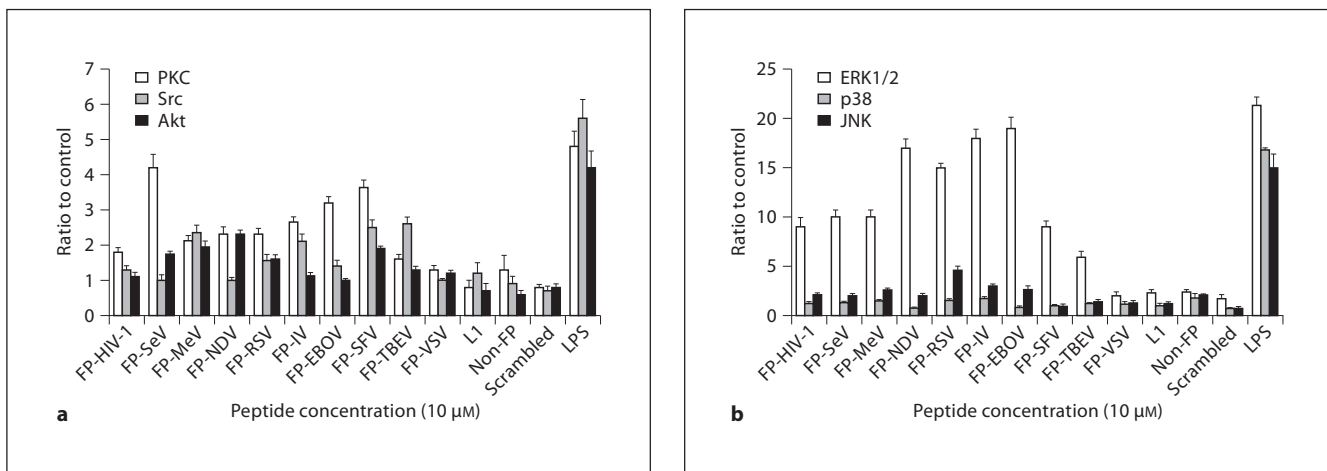 7
6
5
4
3
2
1
0
Ratio to control
PKC
Src
Akt
FP-HIV-1
FP-SeV
FP-MeV
FP-NDV
FP-RSV
FP-IV
FP-EBOV
FP-SFV
FP-TBEV
FP-VSV
L1
Non-FP
Scrambled
LPS
Peptide concentration (10 µM)
a
25
20
15
10
5
0
Ratio to control
ERK1/2
p38
JNK
FP-HIV-1
FP-SeV
FP-MeV
FP-NDV
FP-RSV
FP-IV
FP-EBOV
FP-SFV
FP-TBEV
FP-VSV
L1
Non-FP
Scrambled
LPS
Peptide concentration (10 µM)
b